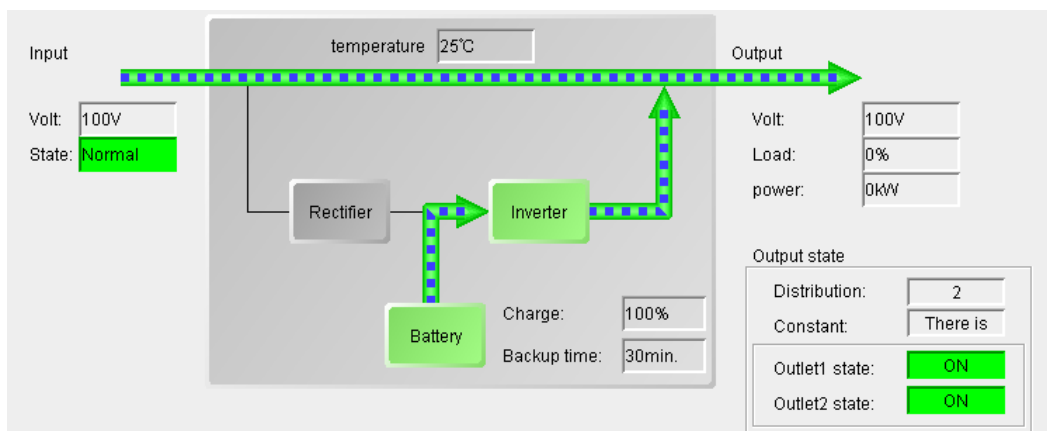 Input
temperature 25℃
Output
Volt: 100V
State: Normal
Volt: 100V
Load: 0%
power: 0kW
Rectifier
Inverter
Battery
Charge: 100%
Backup time: 30min.
Output state
Distribution: 2
Constant: There is
Outlet1 state: ON
Outlet2 state: ON